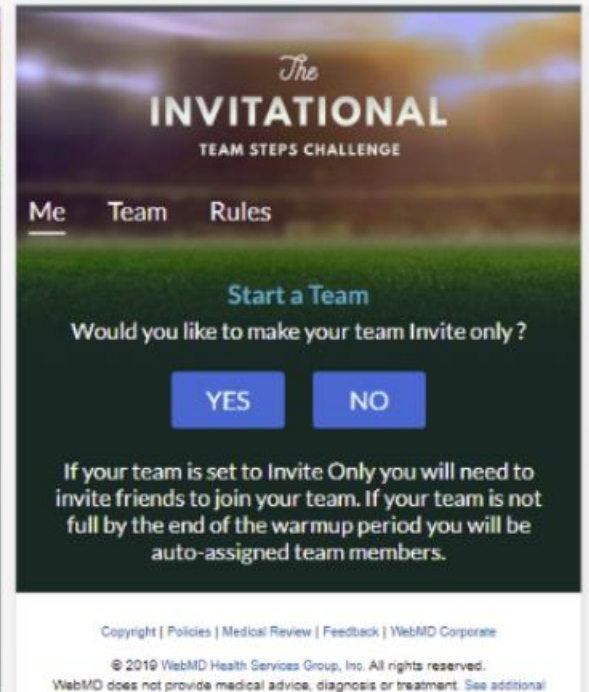 The
INVITATIONAL
TEAM STEPS CHALLENGE
Me Team Rules
Start a Team
Would you like to make your team Invite only ?
YES NO
If your team is set to Invite Only you will need to
invite friends to join your team. If your team is not
full by the end of the warmup period you will be
auto-assigned team members.
Copyright | Policies | Medical Review | Feedback | WebMD Corporate
© 2019 WebMD Health Services Group, Inc. All rights reserved.
WebMD does not provide medical advice, diagnosis or treatment. See additional